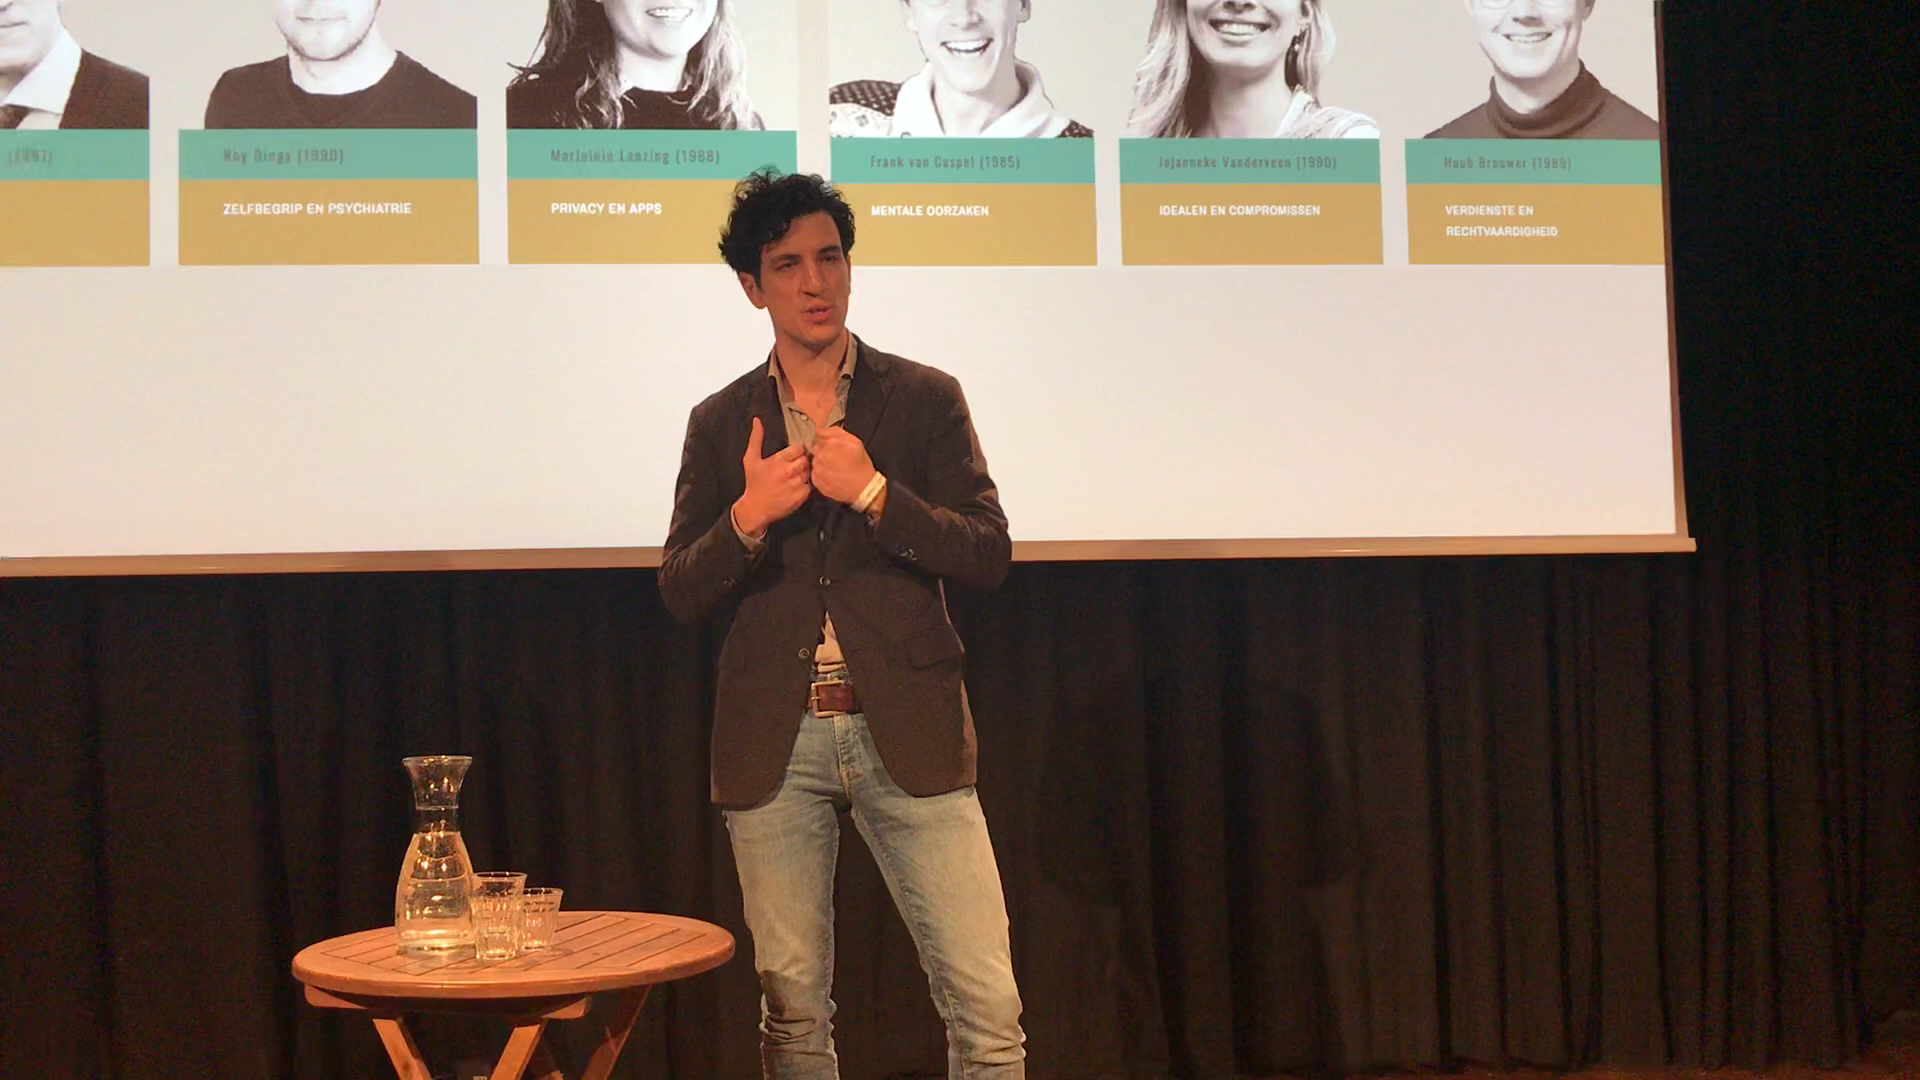 Roy Dings (1990)
ZELFBEGRIP EN PSYCHIATRIE
Marjolein Lanzing (1988)
PRIVACY EN APPS
Frank van Caspel (1985)
MENTALE OORZAKEN
Jojanneke Vanderveen (1990)
IDEALEN EN COMPROMISSEN
Huub Brouwer (1989)
VERDIENSTE EN
RECHTVAARDIGHEID